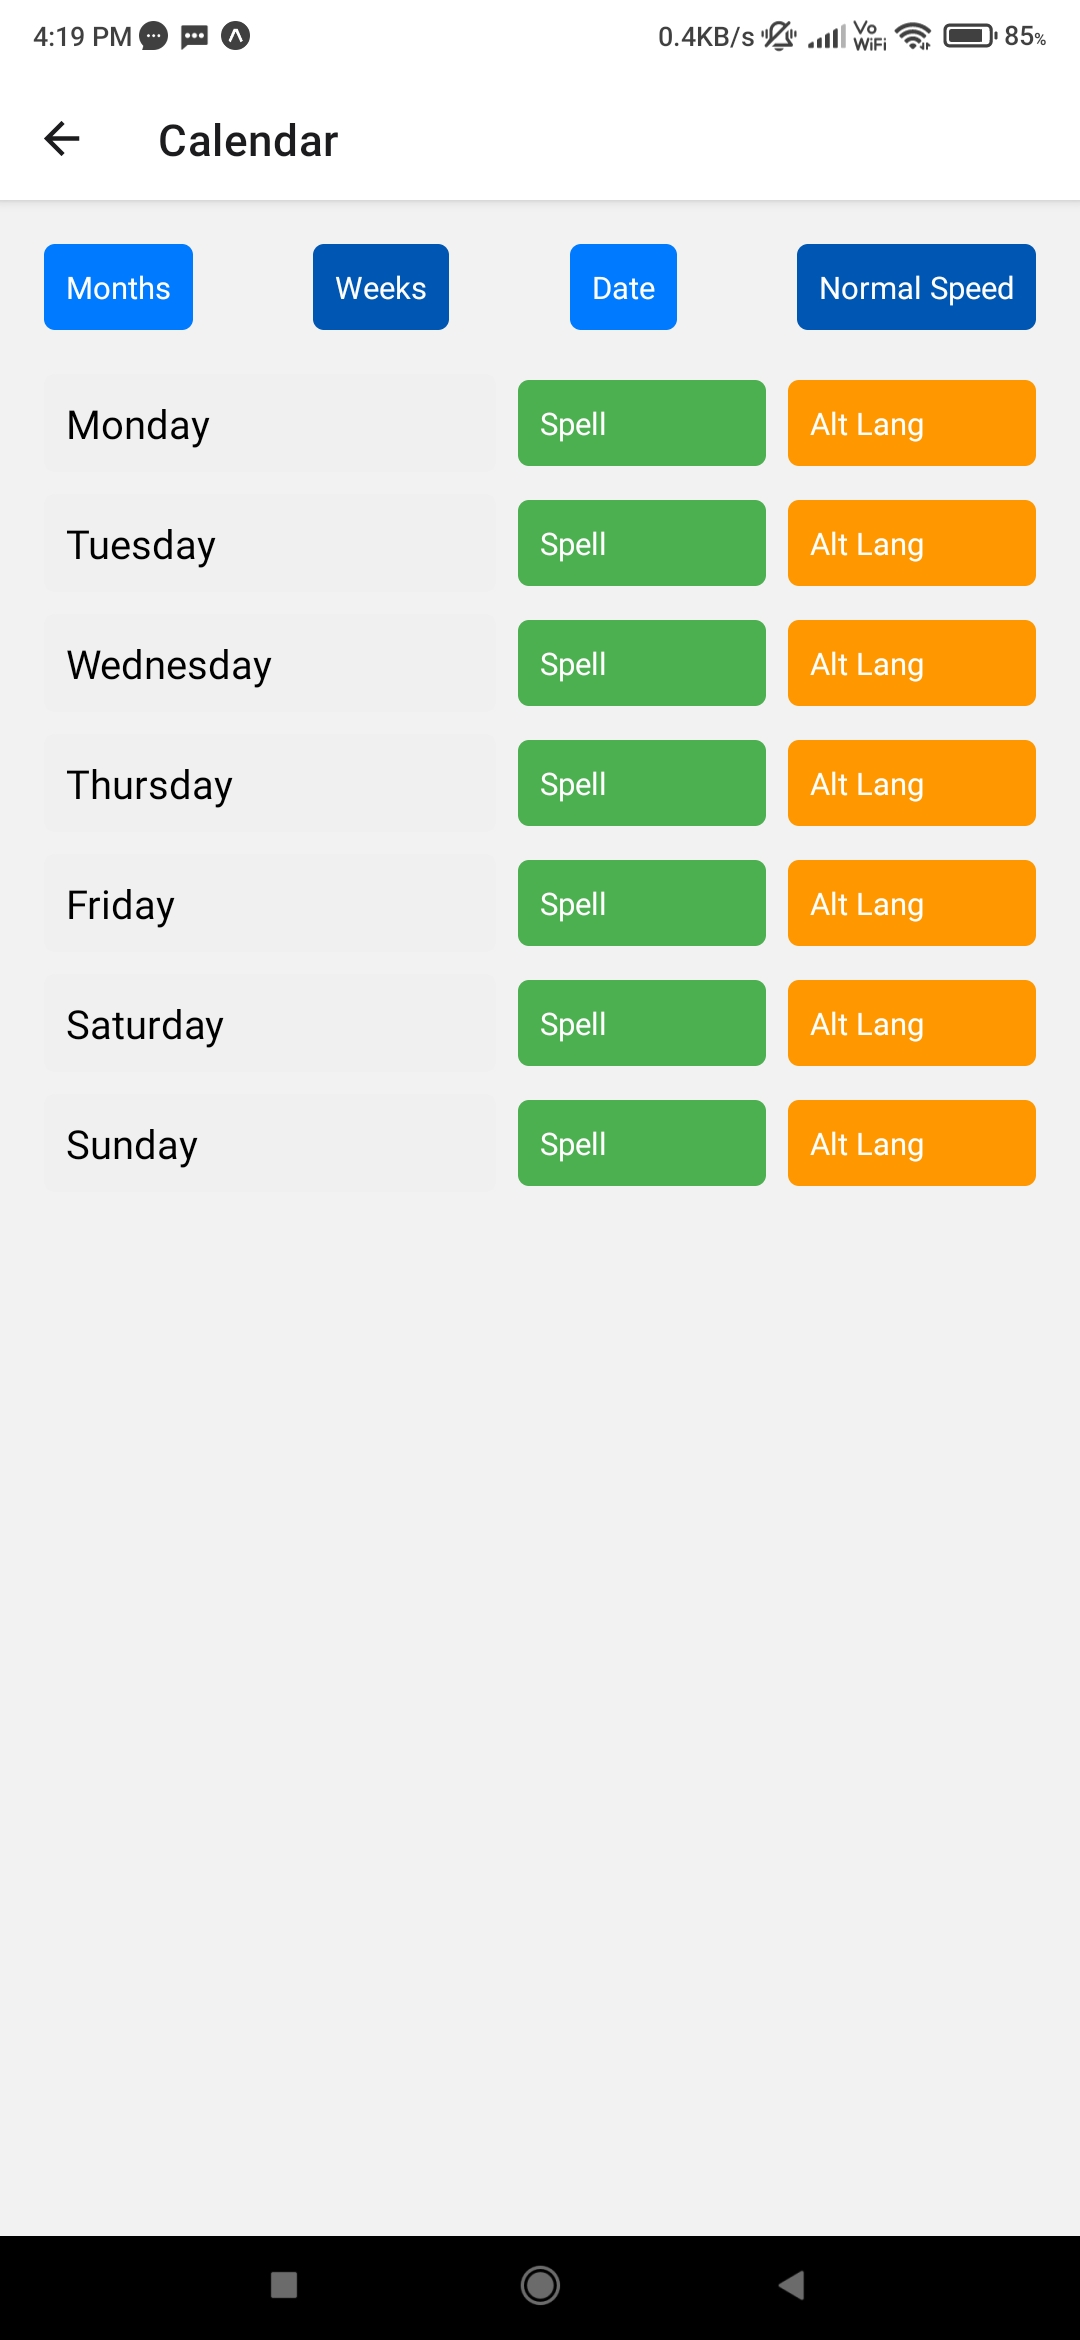 4:19 PM 0.4KB/s Vo WiFi 85%
Calendar
Months Weeks Date Normal Speed
Monday Spell Alt Lang
Tuesday Spell Alt Lang
Wednesday Spell Alt Lang
Thursday Spell Alt Lang
Friday Spell Alt Lang
Saturday Spell Alt Lang
Sunday Spell Alt Lang